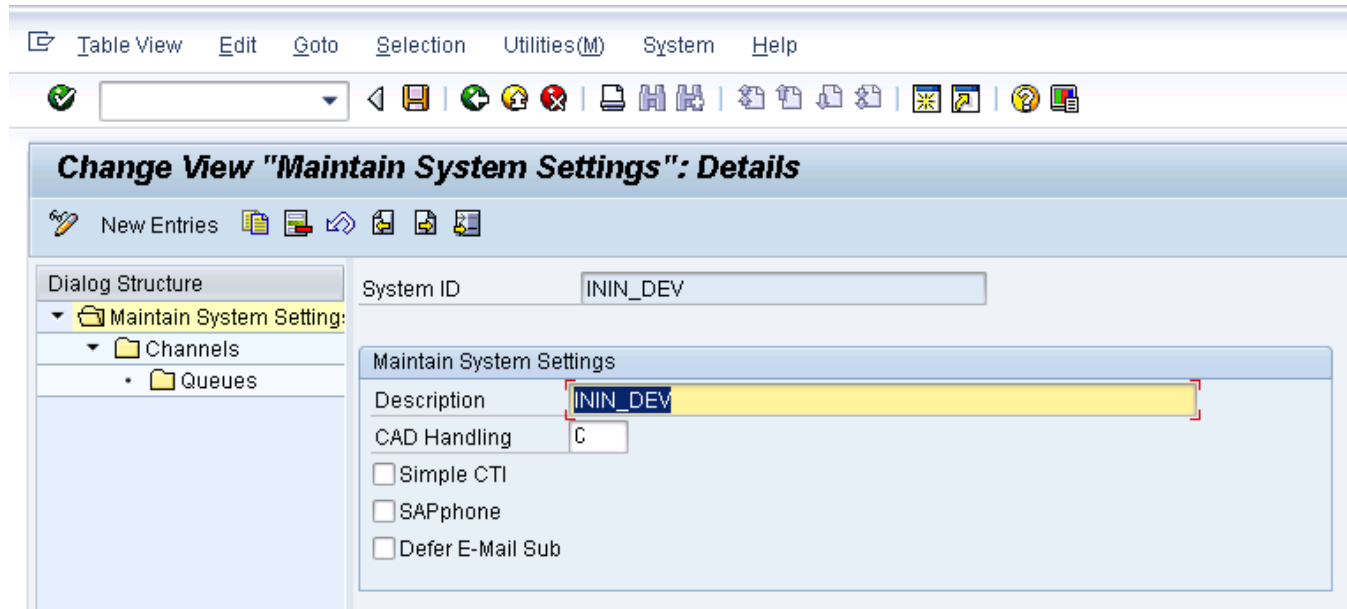 Table View Edit Goto Selection Utilities(M) System Help
Change View "Maintain System Settings": Details
New Entries
Dialog Structure
Maintain System Setting
Channels
Queues
System ID ININ_DEV
Maintain System Settings
Description ININ_DEV
CAD Handling C
Simple CTI
SAPphone
Defer E-Mail Sub